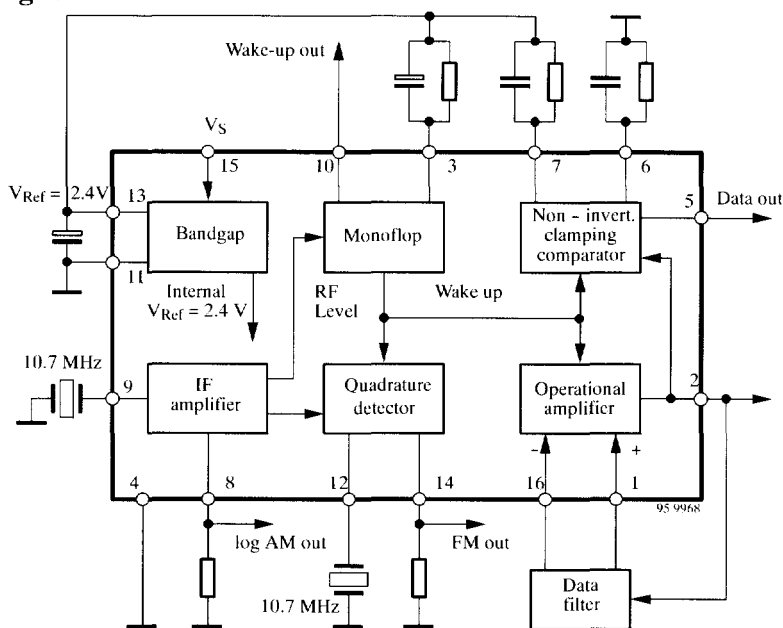 g
Wake-up out
VS
15
10
3
7
6
VRef = 2.4V
13
5
Data out
Bandgap
Monoflop
Non - invert.
clamping
comparator
11
Internal
VRef = 2.4 V
RF
Level
Wake up
10.7 MHz
9
IF
amplifier
Quadrature
detector
Operational
amplifier
2
-
+
4
8
12
14
16
1
95 9968
log AM out
FM out
10.7 MHz
Data
filter